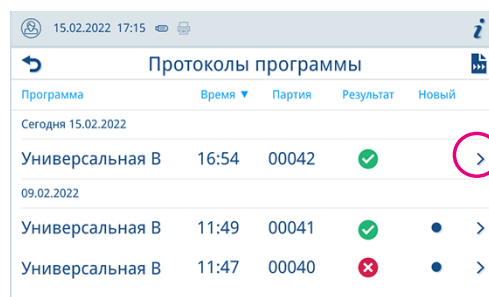 15.02.2022 17:15
Протоколы программы
Программа Время ▼ Партия Результат Новый
Сегодня 15.02.2022
Универсальная B 16:54 00042
09.02.2022
Универсальная B 11:49 00041
Универсальная B 11:47 00040